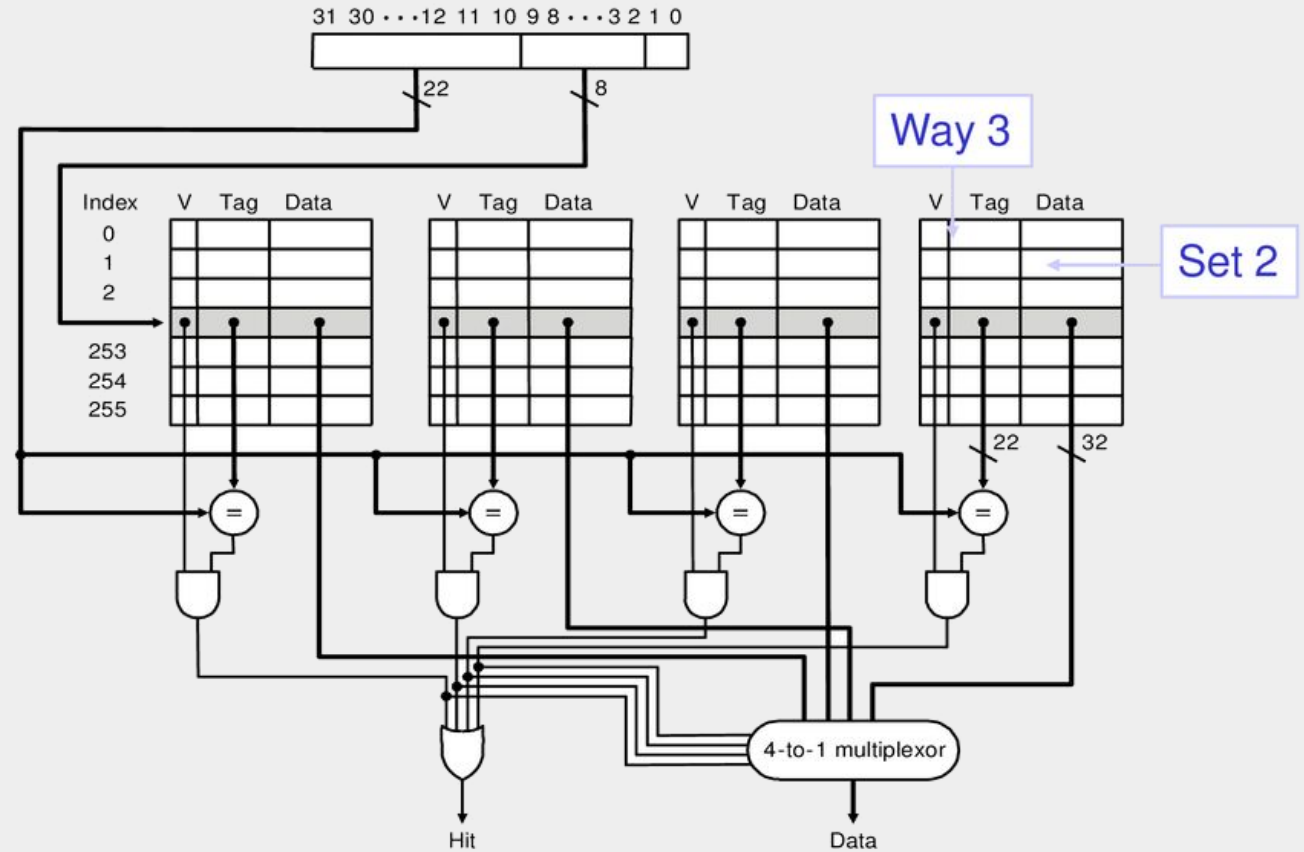 31 30 • • • 12 11 10 9 8 • • • 3 2 1 0
22
8
Way 3
Index V Tag Data V Tag Data V Tag Data V Tag Data
0
1
Set 2
2
253
254
255
22
32
= = = =
4-to-1 multiplexor
Hit
Data